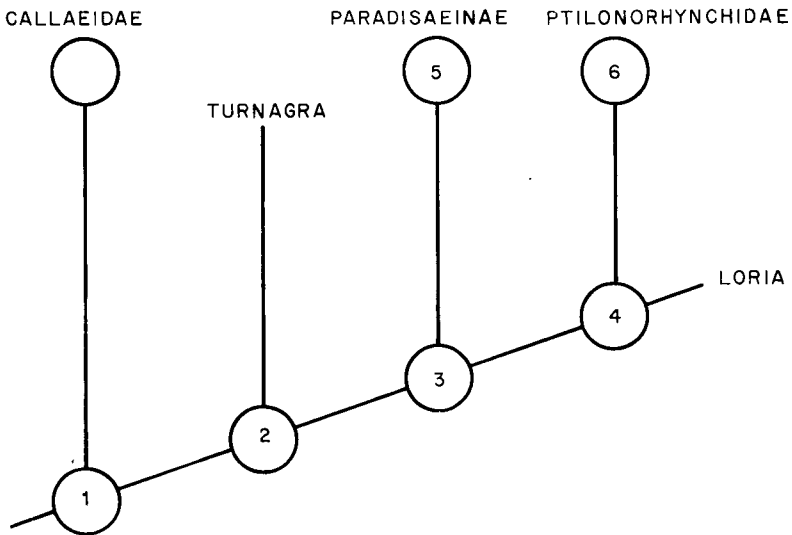 CALLAEIDAE
PARADISAEINAE
PTILONORHYNCHIDAE
5
6
TURNAGRA
LORIA
4
3
2
1